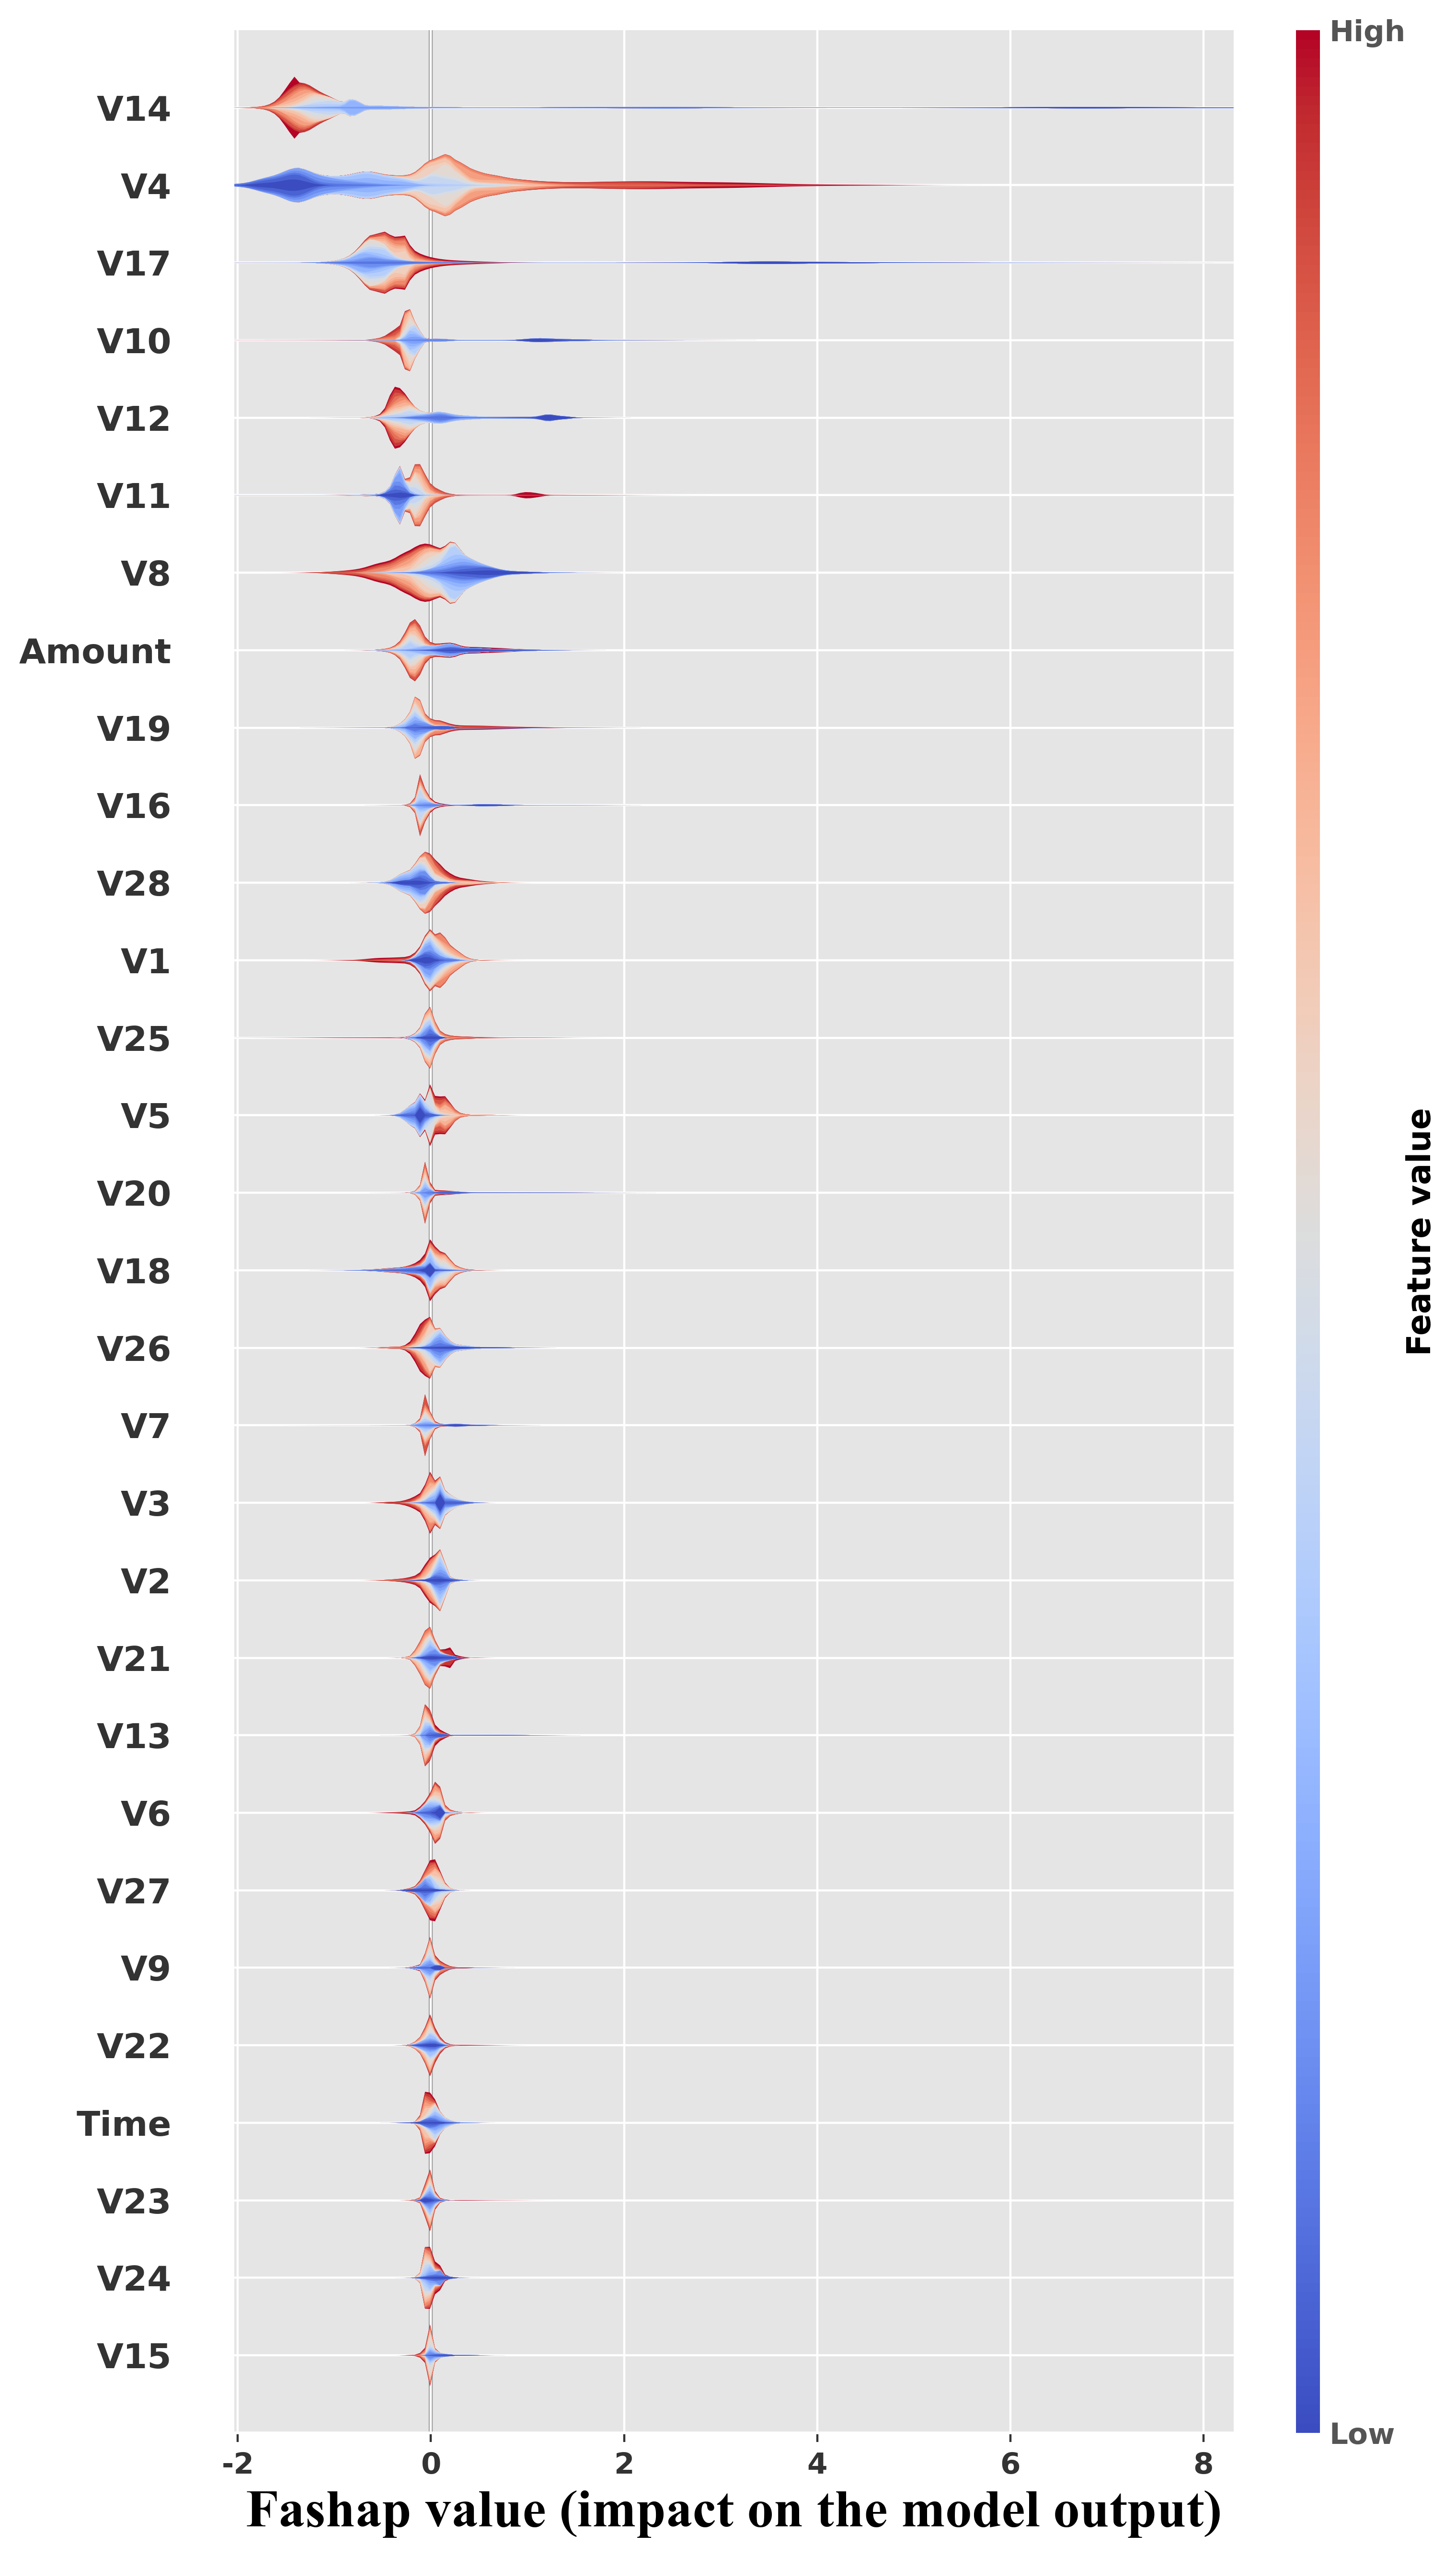 High
V14
V4
V17
V10
V12
V11
V8
Amount
V19
V16
V28
V1
V25
V5
V20
V18
V26
V7
V3
V2
V21
V13
V6
V27
V9
V22
Time
V23
V24
V15
Feature value
Low
-2 0 2 4 6 8
Fashap value (impact on the model output)